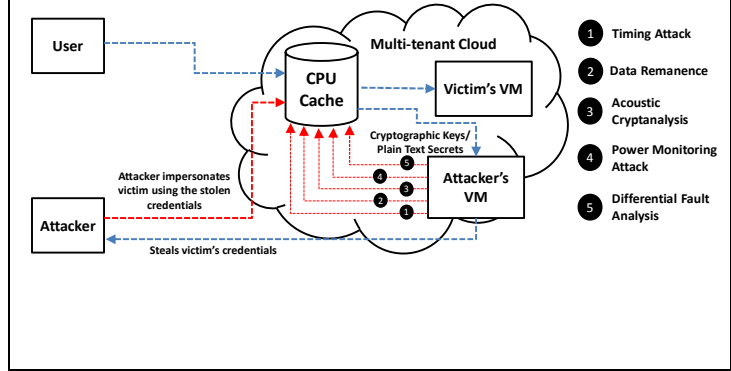 User
Multi-tenant Cloud
CPU
Cache
Victim's VM
Cryptographic Keys/
Plain Text Secrets
Attacker's
VM
5
4
3
2
1
Attacker impersonates
victim using the stolen
credentials
Attacker
Steals victim's credentials
1 Timing Attack
2 Data Remanence
3 Acoustic
Cryptanalysis
4 Power Monitoring
Attack
5 Differential Fault
Analysis